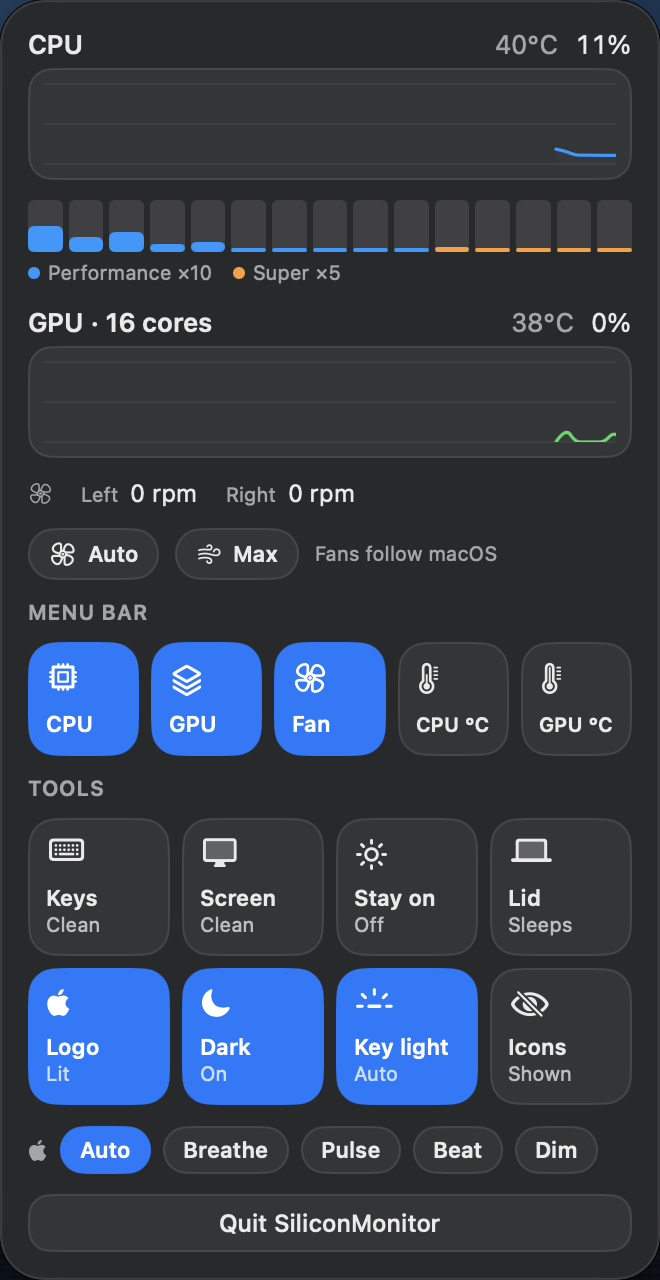 CPU 40°C 11%
Performance ×10 Super ×5
GPU · 16 cores 38°C 0%
Left 0 rpm Right 0 rpm
Auto Max Fans follow macOS
MENU BAR
CPU GPU Fan CPU °C GPU °C
TOOLS
Keys Screen Stay on Lid
Clean Clean Off Sleeps
Logo Dark Key light Icons
Lit On Auto Shown
Auto Breathe Pulse Beat Dim
Quit SiliconMonitor